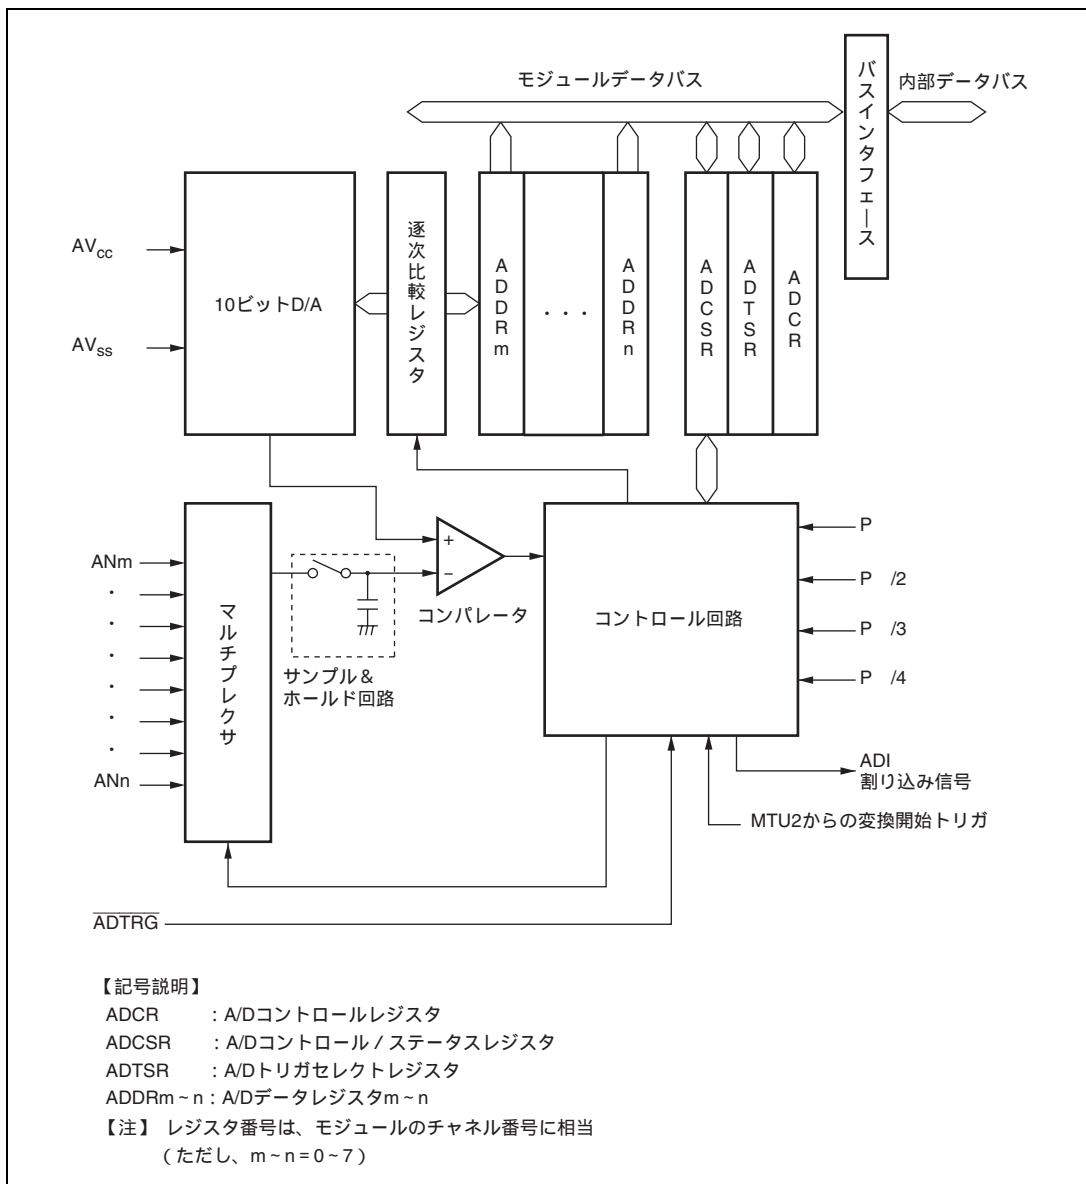 モジュールデータバス
バスインタフェース
内部データバス
AVcc
AVss
10ビットD/A
逐次比較レジスタ
ADDRm
・・・
ADDRn
ADCSR
ADTSR
ADCR
ANm
・
・
・
・
・
・
ANn
マルチプレクサ
サンプル&
ホールド回路
+
−
コンパレータ
コントロール回路
P
P /2
P /3
P /4
ADI
割り込み信号
MTU2からの変換開始トリガ
ADTRG
【記号説明】
ADCR :A/Dコントロールレジスタ
ADCSR :A/Dコントロール / ステータスレジスタ
ADTSR :A/Dトリガセレクトレジスタ
ADDRm~n:A/Dデータレジスタm~n
【注】 レジスタ番号は、モジュールのチャネル番号に相当
(ただし、m~n=0~7)